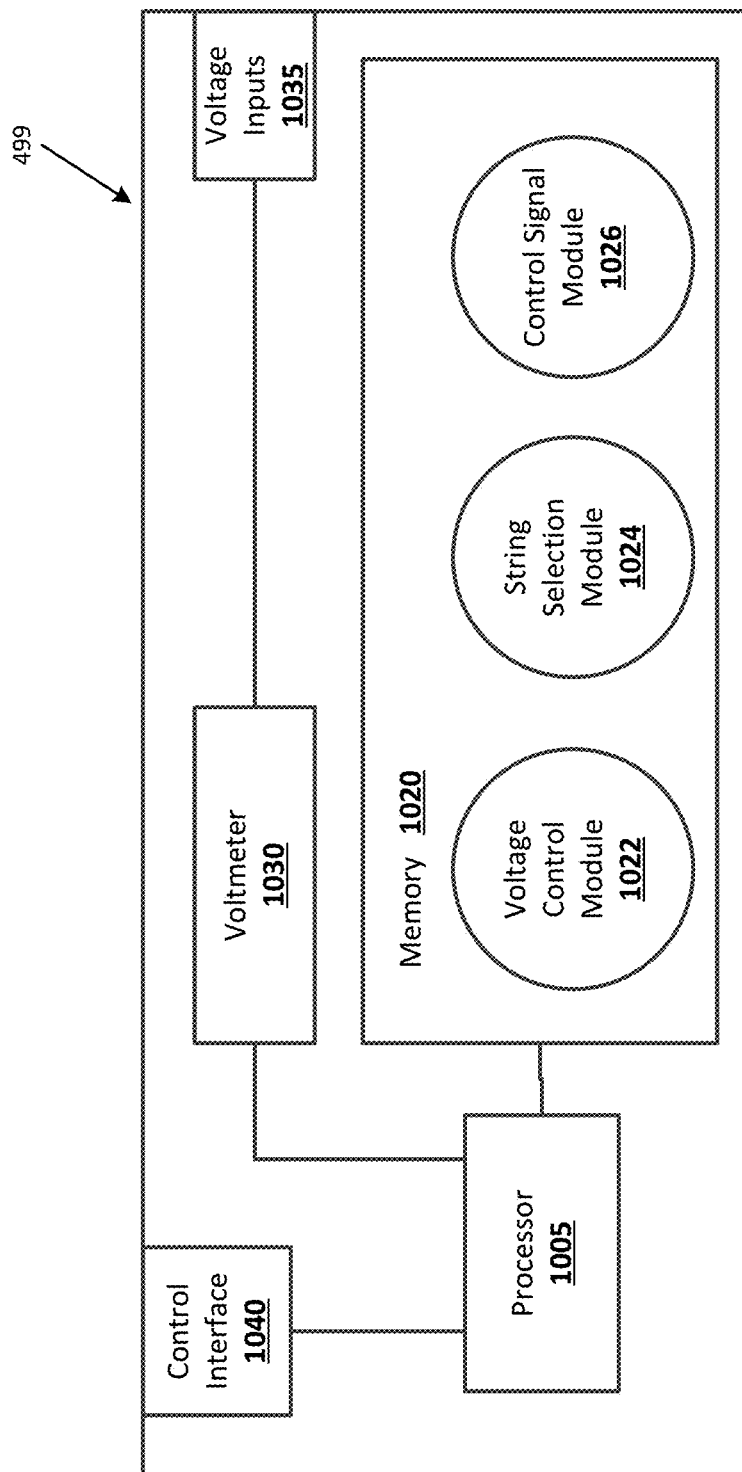 499
Control
Interface
1040
Voltmeter
1030
Voltage
Inputs
1035
Processor
1005
Memory 1020
Voltage
Control
Module
1022
String
Selection
Module
1024
Control Signal
Module
1026